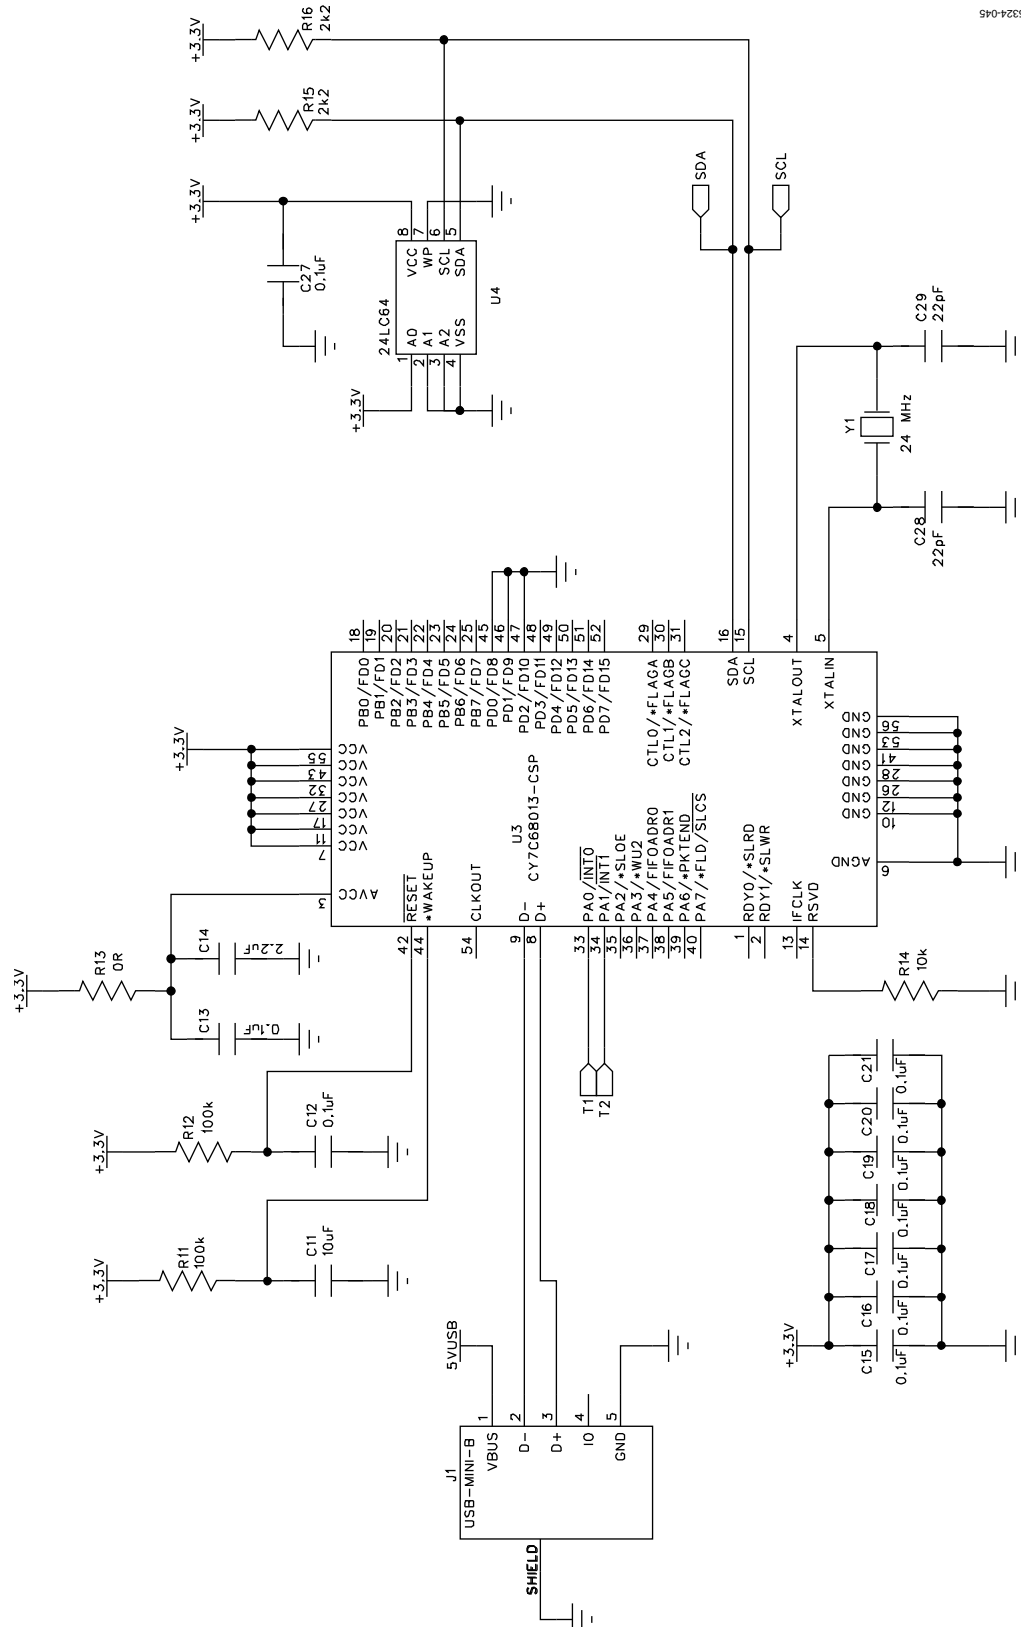 6324-045
+3.3V
R16
2k2
+3.3V
R15
2k2
+3.3V
C27
0.1uF
24LC64
U4
8
7
6
5
VCC
WP
SCL
SDA
A0
A1
A2
VSS
1
2
3
4
+3.3V
SDA
SCL
C29
22pF
Y1
24 MHz
C28
22pF
18
19
20
21
22
23
24
25
45
46
47
48
49
50
51
52
29
30
31
16
15
4
5
PB0/FD0
PB1/FD1
PB2/FD2
PB3/FD3
PB4/FD4
PB5/FD5
PB6/FD6
PB7/FD7
PD0/FD8
PD1/FD9
PD2/FD10
PD3/FD11
PD4/FD12
PD5/FD13
PD6/FD14
PD7/FD15
CTL0/*FLAGA
CTL1/*FLAGB
CTL2/*FLAGC
SDA
SCL
XTALOUT
XTALIN
+3.3V
VCC
55
VCC
43
VCC
32
VCC
27
VCC
17
VCC
11
VCC
7
AVCC
3
GND
56
GND
53
GND
41
GND
28
GND
26
GND
12
GND
10
AGND
6
U3
CY7C68013-CSP
RESET
*WAKEUP
CLKOUT
D-
D+
PA0/INT0
PA1/INT1
PA2/*SLOE
PA3/*WU2
PA4/FIFOADR0
PA5/FIFOADR1
PA6/*PKTEND
PA7/*FLD/SLCS
RDY0/*SLRD
RDY1/*SLWR
IFCLK
RSVD
42
44
54
9
8
33
34
35
36
37
38
39
40
1
2
13
14
+3.3V
R13
0R
C14
2.2uF
C13
0.1uF
+3.3V
R12
100k
C12
0.1uF
+3.3V
R11
100k
C11
10uF
T1
T2
R14
10k
C21
0.1uF
C20
0.1uF
C19
0.1uF
C18
0.1uF
C17
0.1uF
C16
0.1uF
C15
0.1uF
+3.3V
5VUSB
1
2
3
4
5
J1
USB-MINI-B
VBUS
D-
D+
IO
GND
SHIELD